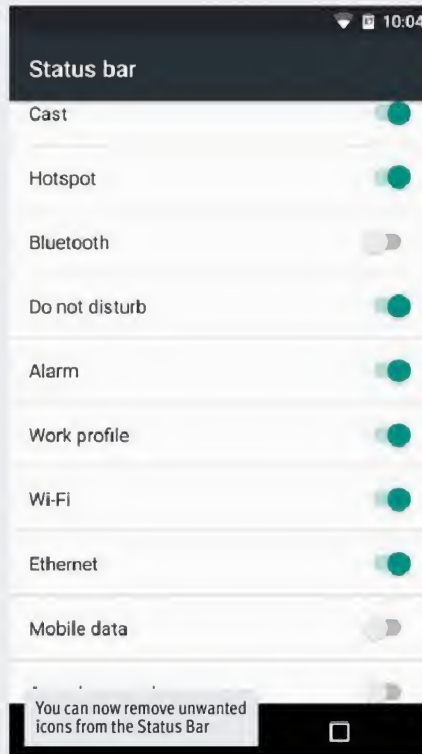 10:04
Status bar
Cast
Hotspot
Bluetooth
Do not disturb
Alarm
Work profile
Wi-Fi
Ethernet
Mobile data
You can now remove unwanted
icons from the Status Bar